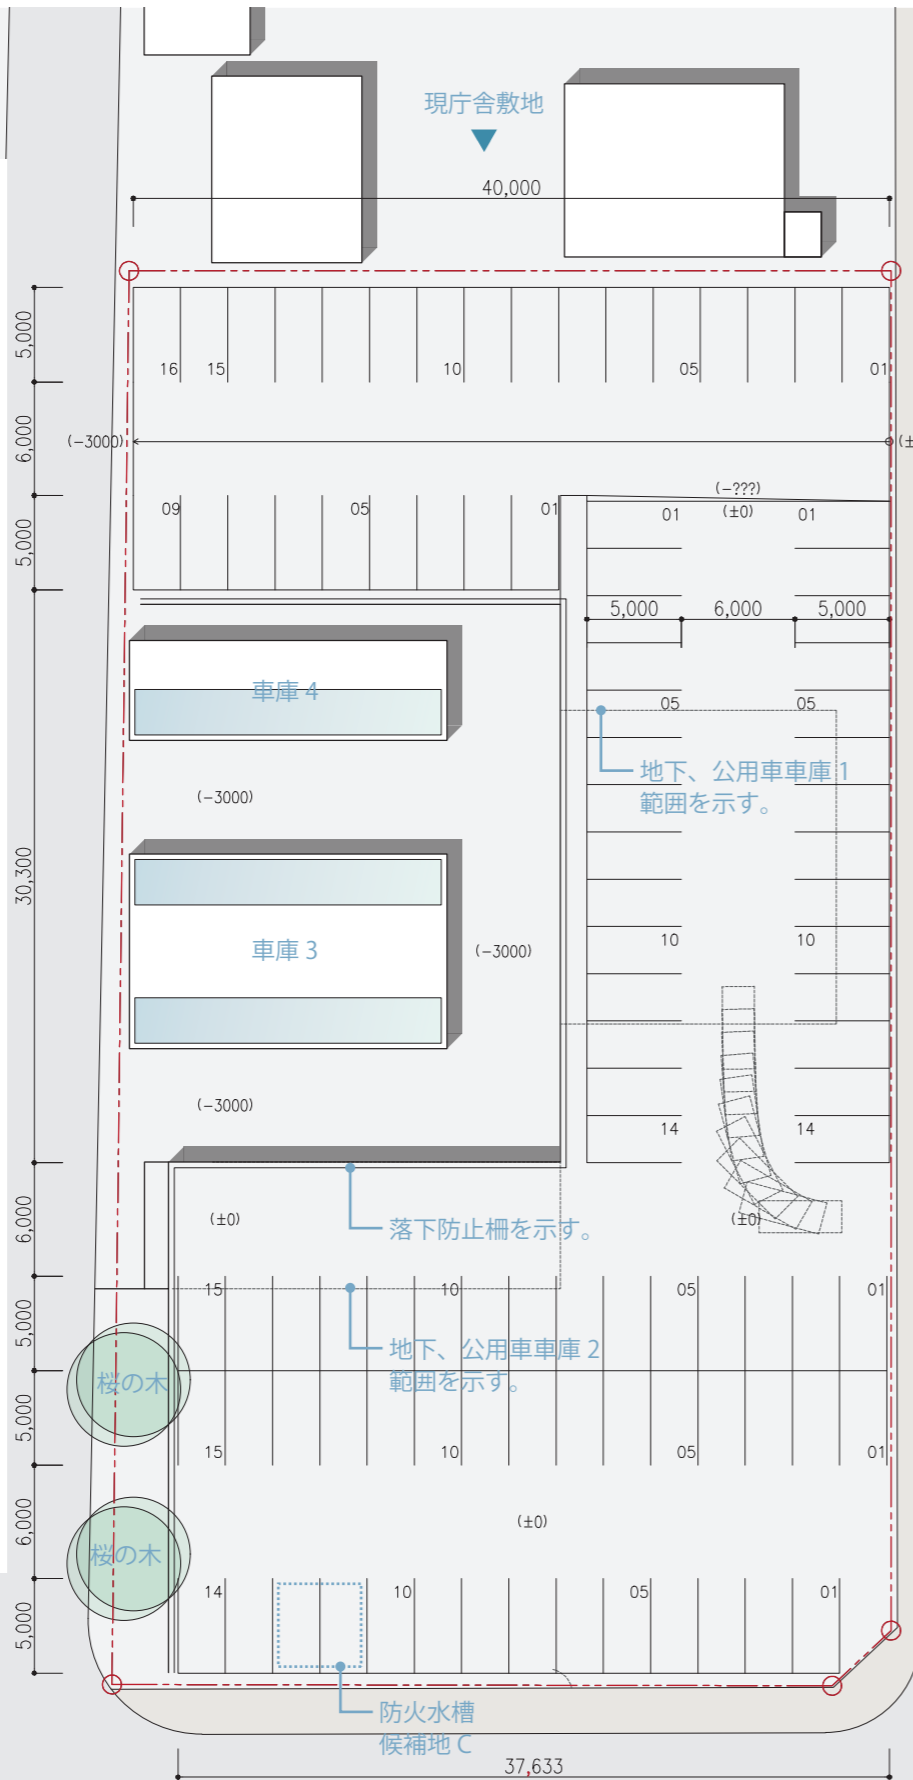 現庁舎敷地
40,000
5,000
16 15 10 05 01
6,000
(-3000)
(±
5,000
09 05 01
(-???)
01 (±0) 01
5,000 6,000 5,000
車庫 4
05 05
地下、公用車車庫 1
範囲を示す。
(-3000)
30,300
車庫 3
(-3000)
10 10
(-3000)
14 14
6,000
(±0)
落下防止柵を示す。
(±0)
5,000
15 10 05 01
地下、公用車車庫 2
範囲を示す。
桜の木
5,000
15 10 05 01
6,000
(±0)
桜の木
5,000
14 10 05 01
防火水槽
候補地 C
37,633